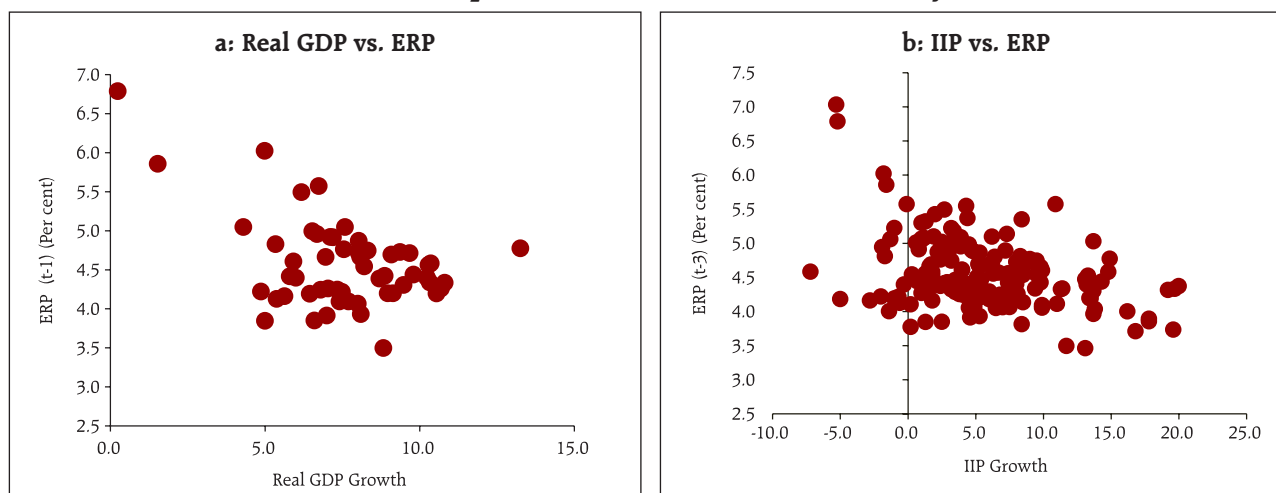 a: Real GDP vs. ERP
7.0
6.5
6.0
5.5
5.0
4.5
4.0
3.5
3.0
2.5
ERP (t-1) (Per cent)
0.0 5.0 10.0 15.0
Real GDP Growth
b: IIP vs. ERP
7.5
7.0
6.5
6.0
5.5
5.0
4.5
4.0
3.5
3.0
2.5
ERP (t-3) (Per cent)
-10.0 -5.0 0.0 5.0 10.0 15.0 20.0 25.0
IIP Growth